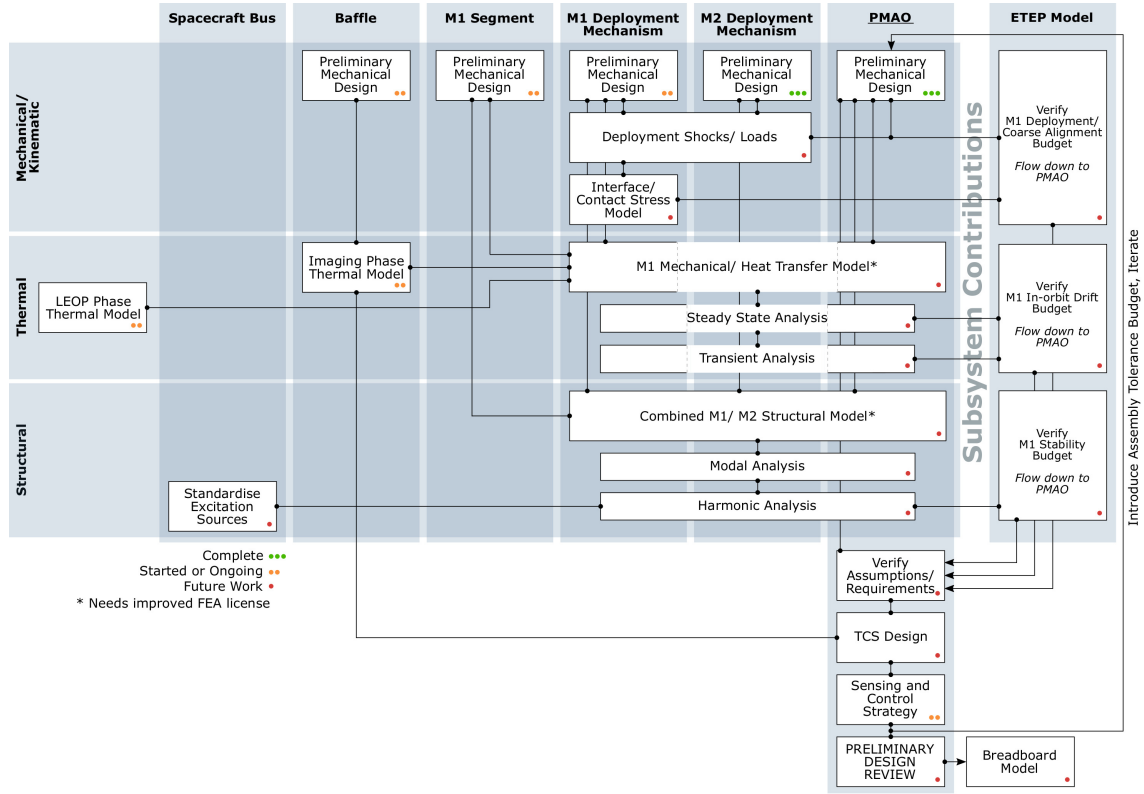 Spacecraft Bus
Baffle
M1 Segment
M1 Deployment
Mechanism
M2 Deployment
Mechanism
PMAO
ETEP Model
Mechanical/
Kinematic
Preliminary
Mechanical
Design
Preliminary
Mechanical
Design
Preliminary
Mechanical
Design
Preliminary
Mechanical
Design
Preliminary
Mechanical
Design
Verify
M1 Deployment/
Coarse Alignment
Budget
Flow down to
PMAO
Deployment Shocks/ Loads
Interface/
Contact Stress
Model
Subsystem Contributions
Introduce Assembly Tolerance Budget, Iterate
Thermal
LEOP Phase
Thermal Model
Imaging Phase
Thermal Model
M1 Mechanical/ Heat Transfer Model*
Steady State Analysis
Transient Analysis
Verify
M1 In-orbit Drift
Budget
Flow down to
PMAO
Structural
Combined M1/ M2 Structural Model*
Modal Analysis
Harmonic Analysis
Standardise
Excitation
Sources
Verify
M1 Stability
Budget
Flow down to
PMAO
Complete
Started or Ongoing
Future Work
* Needs improved FEA license
Verify
Assumptions/
Requirements
TCS Design
Sensing and
Control
Strategy
PRELIMINARY
DESIGN
REVIEW
Breadboard
Model